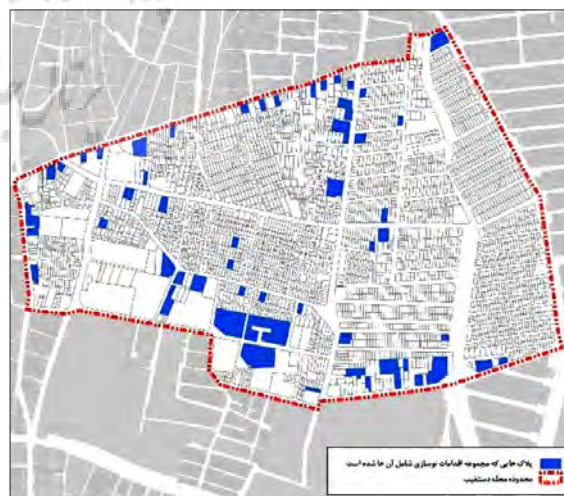 پلاک هایی که مجموعه اقدامات نوسازی شامل آن ها شده است
محدوده محله دستغیب